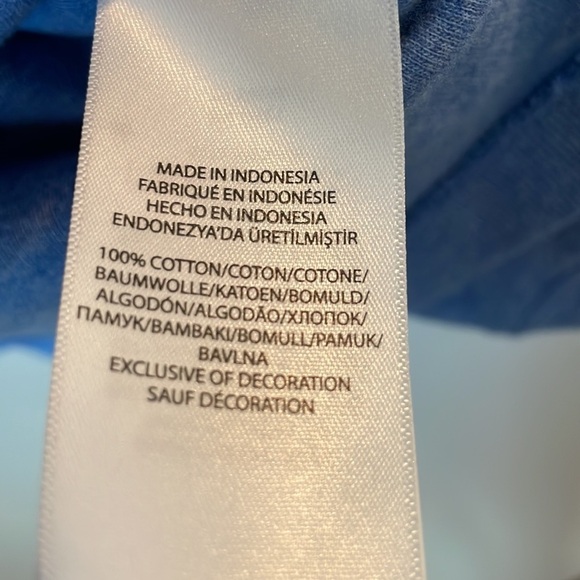 MADE IN INDONESIA
FABRIQUÉ EN INDONÉSIE
HECHO EN INDONESIA
ENDONEZYA'DA ÜRETİLMİŞTİR
100% COTTON/COTON/COTONE/
BAUMWOLLE/KATOEN/BOMULD/
ALGODÓN/ALGODÃO/ХЛОПОК/
ПАМУК/BAMBAKI/BOMULL/PAMUK/
BAVLNA
EXCLUSIVE OF DECORATION
SAUF DÉCORATION